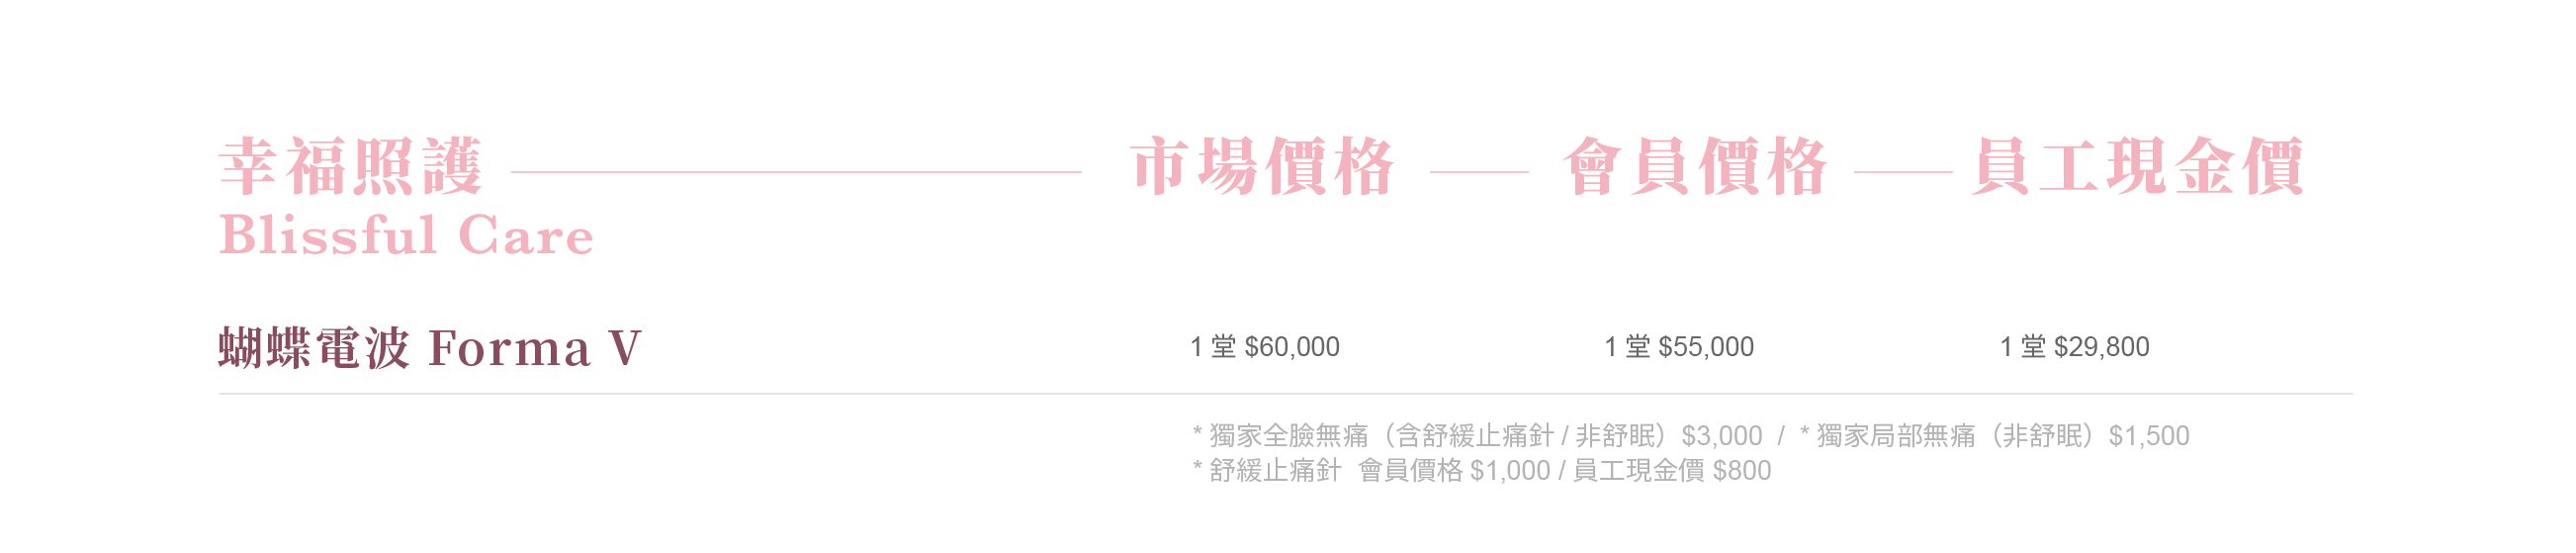 幸福照護 市場價格 會員價格 員工現金價
Blissful Care
蝴蝶電波 Forma V 1 堂 $60,000 1 堂 $55,000 1 堂 $29,800
* 獨家全臉無痛（含舒緩止痛針 / 非舒眠）$3,000 / * 獨家局部無痛（非舒眠）$1,500
* 舒緩止痛針 會員價格 $1,000 / 員工現金價 $800